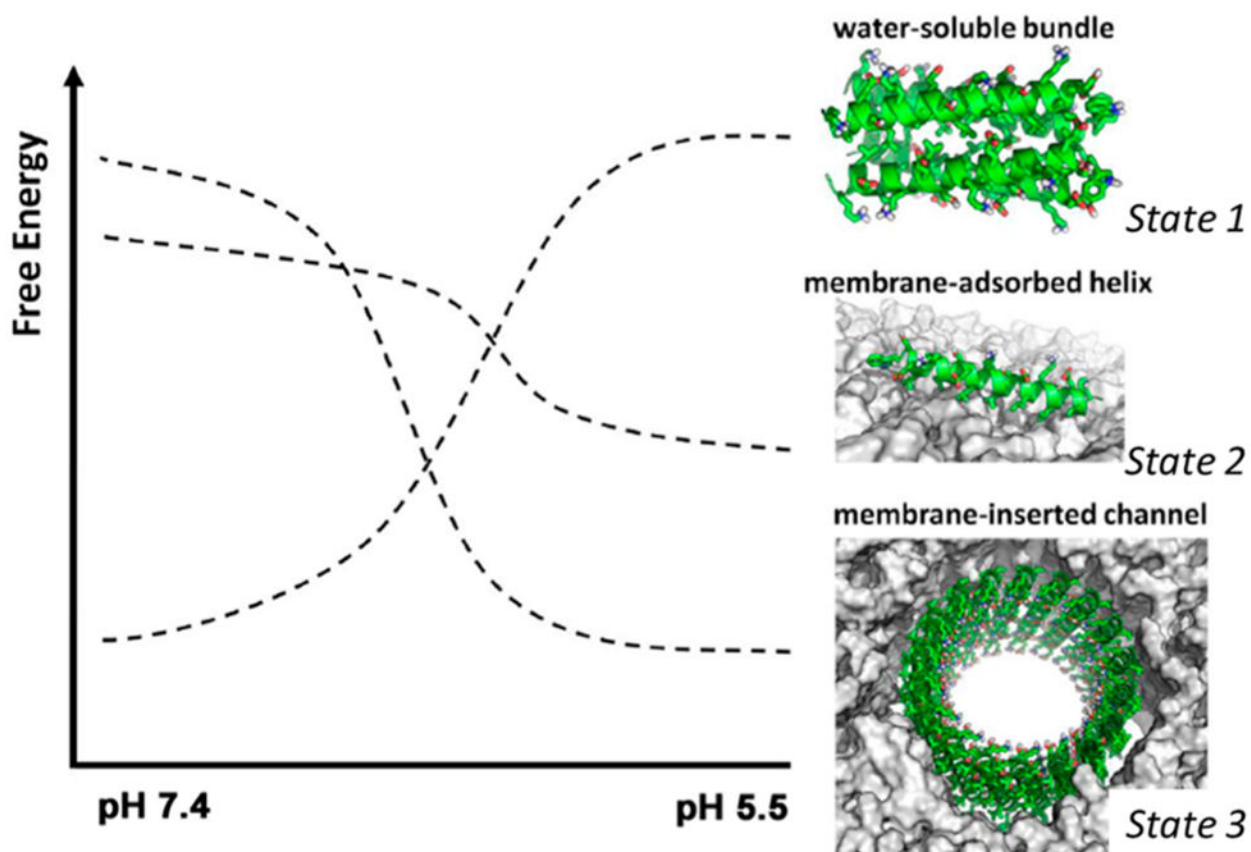 water-soluble bundle
State 1
Free Energy
membrane-adsorbed helix
State 2
membrane-inserted channel
State 3
pH 7.4
pH 5.5